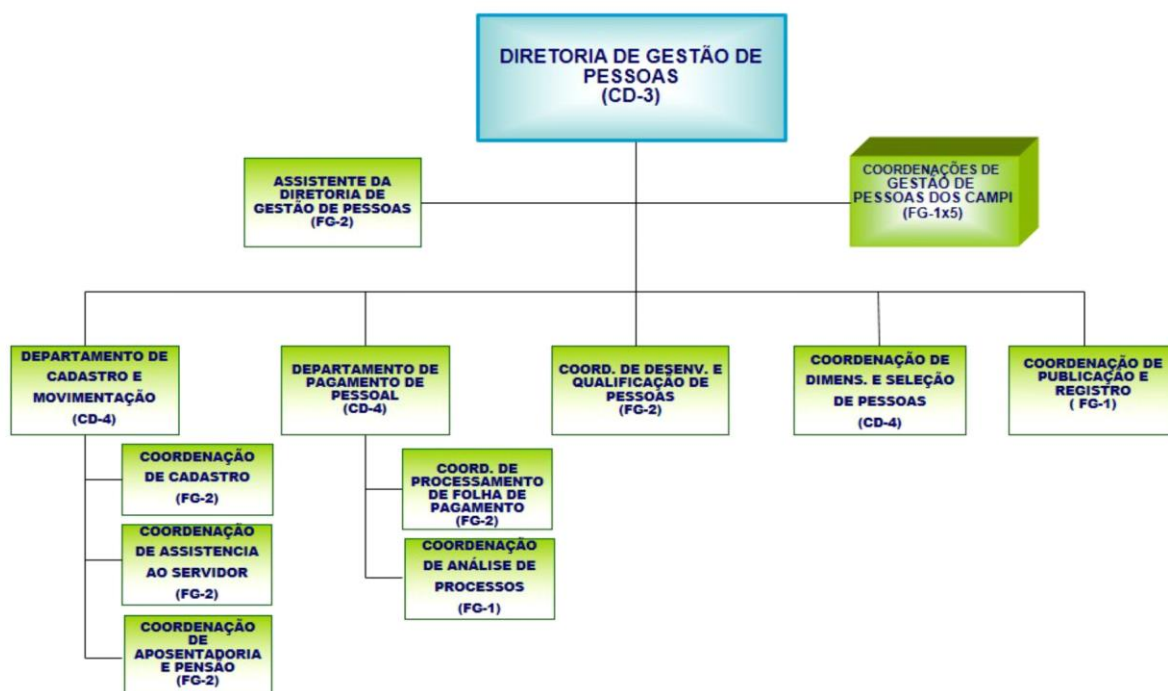 DIRETORIA DE GESTÃO DE
PESSOAS
(CD-3)
ASSISTENTE DA
DIRETORIA DE
GESTÃO DE PESSOAS
(FG-2)
COORDENAÇÕES DE
GESTÃO DE
PESSOAS DOS CAMPI
(FG-1x5)
DEPARTAMENTO DE
CADASTRO E
MOVIMENTAÇÃO
(CD-4)
DEPARTAMENTO DE
PAGAMENTO DE
PESSOAL
(CD-4)
COORD. DE DESENV. E
QUALIFICAÇÃO DE
PESSOAS
(FG-2)
COORDENAÇÃO DE
DIMENS. E SELEÇÃO
DE PESSOAS
(CD-4)
COORDENAÇÃO DE
PUBLICAÇÃO E
REGISTRO
( FG-1)
COORDENAÇÃO
DE CADASTRO
(FG-2)
COORDENAÇÃO
DE ASSISTENCIA
AO SERVIDOR
(FG-2)
COORDENAÇÃO
DE
APOSENTADORIA
E PENSÃO
(FG-2)
COORD. DE
PROCESSAMENTO
DE FOLHA DE
PAGAMENTO
(FG-2)
COORDENAÇÃO
DE ANÁLISE DE
PROCESSOS
(FG-1)